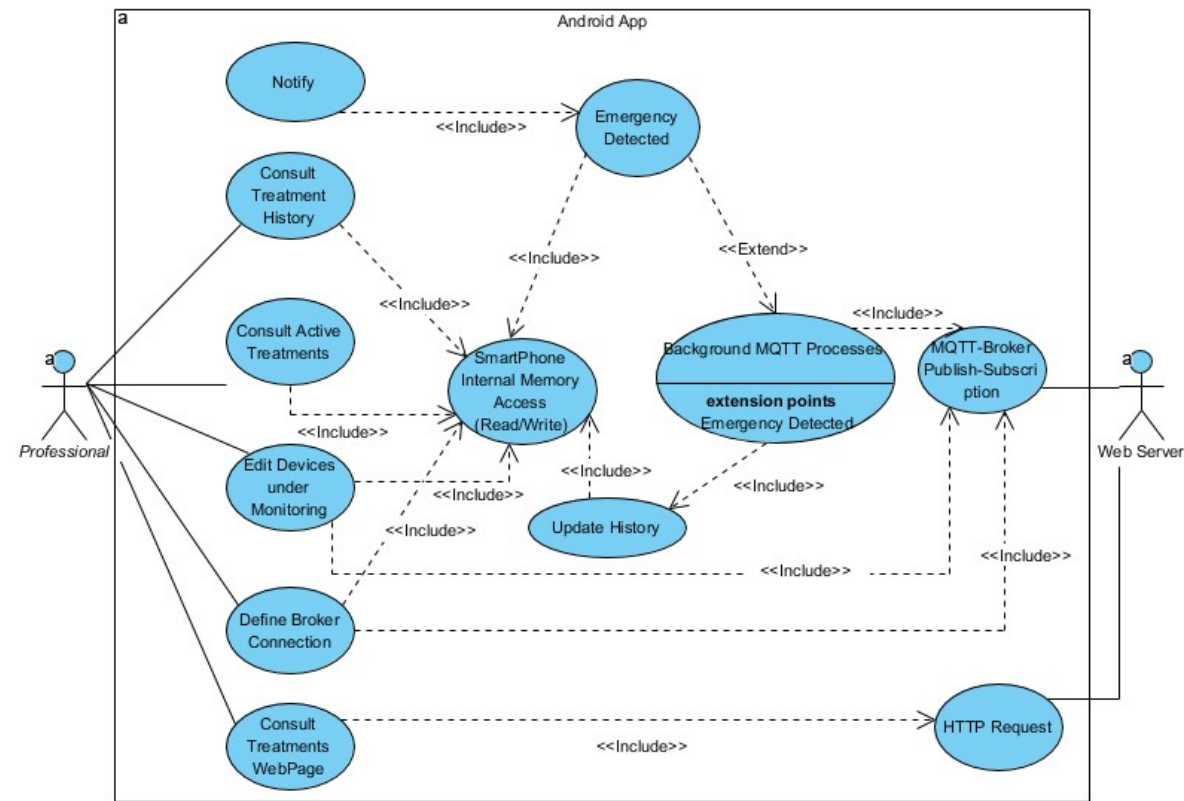 a
Android App
Notify
<<Include>>
Emergency
Detected
Consult
Treatment
History
<<Include>>
<<Extend>>
<<Include>>
<<Include>>
Consult Active
Treatments
SmartPhone
Internal Memory
Access
(Read/Write)
Background MQTT Processes
extension points
Emergency Detected
MQTT-Broker
Publish-Subscri
ption
a
Professional
a
Web Server
<<Include>>
Edit Devices
under
Monitoring
<<Include>>
<<Include>>
<<Include>>
Update History
<<Include>>
<<Include>>
Define Broker
Connection
Consult
Treatments
WebPage
<<Include>>
HTTP Request